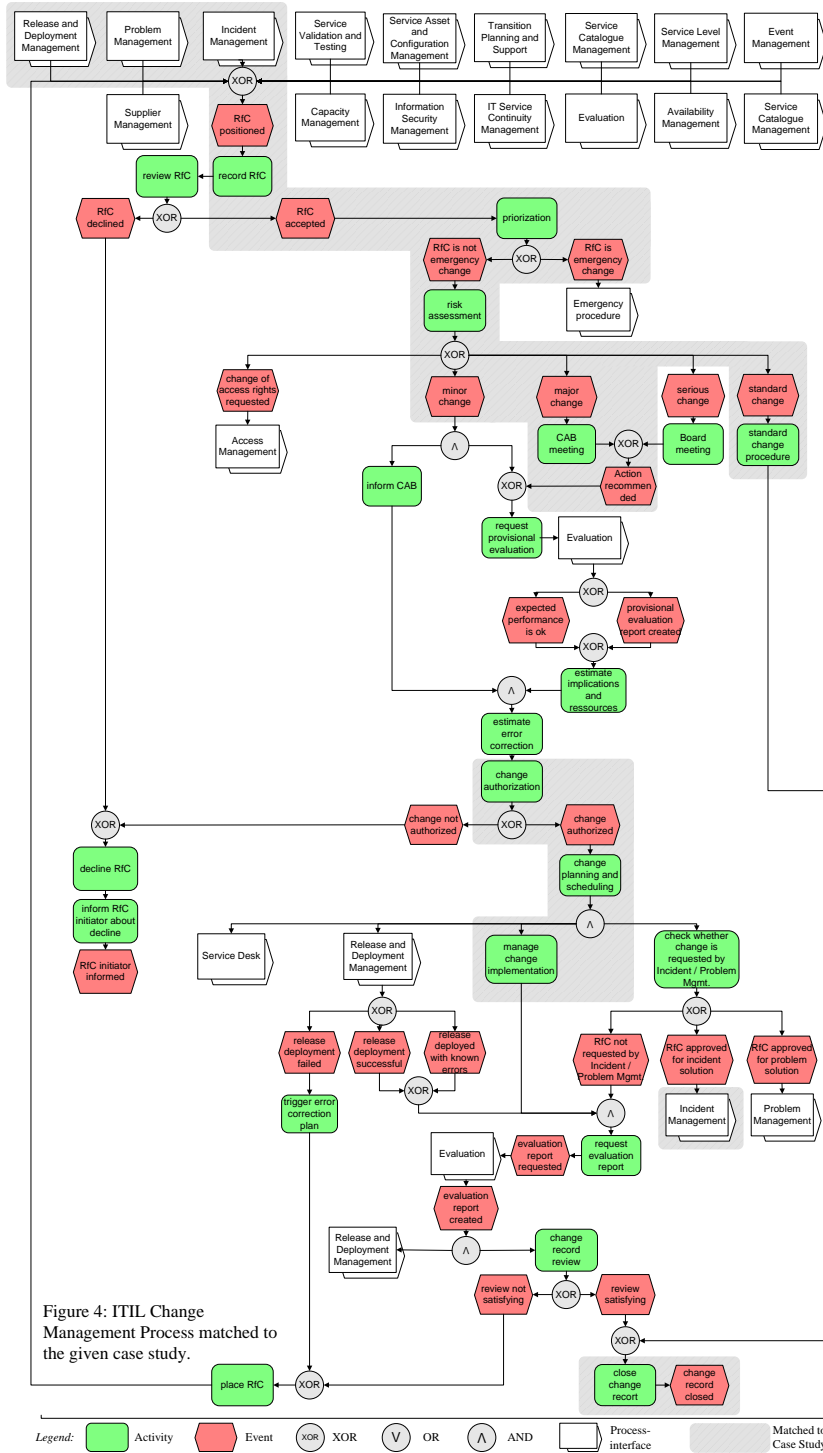 Release and
Deployment
Management
Problem
Management
Incident
Management
Service
Validation and
Testing
Service Asset
and
Configuration
Management
Transition
Planning and
Support
Service
Catalogue
Management
Service Level
Management
Event
Management
XOR
Supplier
Management
RfC
positioned
Capacity
Management
Information
Security
Management
IT Service
Continuity
Management
Evaluation
Availability
Management
Service
Catalogue
Management
review RfC
record RfC
RfC
declined
XOR
RfC
accepted
priorization
RfC is not
emergency
change
XOR
RfC is
emergency
change
risk
assessment
Emergency
procedure
XOR
change of
access rights
requested
minor
change
major
change
serious
change
standard
change
Access
Management
Λ
CAB
meeting
XOR
Board
meeting
standard
change
procedure
inform CAB
XOR
Action
recommen
ded
request
provisional
evaluation
Evaluation
XOR
expected
performance
is ok
provisional
evaluation
report created
XOR
estimate
implications
and
ressources
Λ
estimate
error
correction
change
authorization
XOR
change not
authorized
XOR
change
authorized
decline RfC
change
planning and
scheduling
inform RfC
initiator about
decline
Λ
RfC initiator
informed
Service Desk
Release and
Deployment
Management
manage
change
implementation
check whether
change is
requested by
Incident / Problem
Mgmt.
XOR
XOR
release
deployment
failed
release
deployment
successful
release
deployed
with known
errors
RfC not
requested by
Incident /
Problem Mgmt
RfC approved
for incident
solution
RfC approved
for problem
solution
XOR
trigger error
correction
plan
Λ
Incident
Management
Problem
Management
Evaluation
evaluation
report
requested
request
evaluation
report
evaluation
report
created
Release and
Deployment
Management
Λ
change
record
review
review not
satisfying
XOR
review
satisfying
Figure 4: ITIL Change
Management Process matched to
the given case study.
XOR
place RfC
XOR
close
change
recort
change
record
closed
Legend:
Activity
Event
XOR
XOR
V
OR
Λ
AND
Process-
interface
Matched to
Case Study